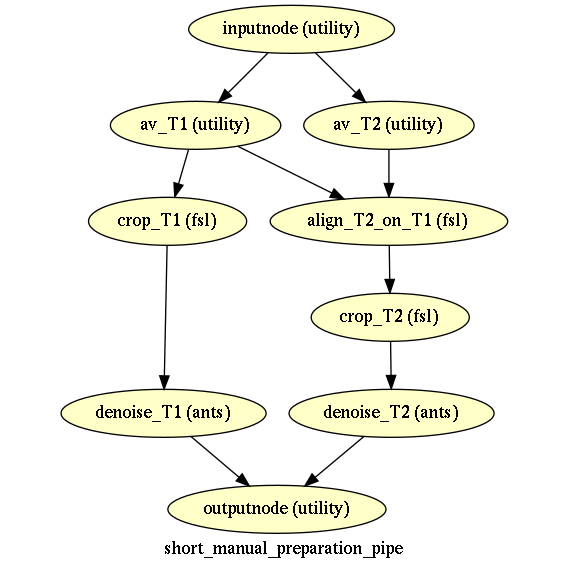 inputnode (utility)
av_T1 (utility)
av_T2 (utility)
crop_T1 (fsl)
align_T2_on_T1 (fsl)
crop_T2 (fsl)
denoise_T1 (ants)
denoise_T2 (ants)
outputnode (utility)
short_manual_preparation_pipe